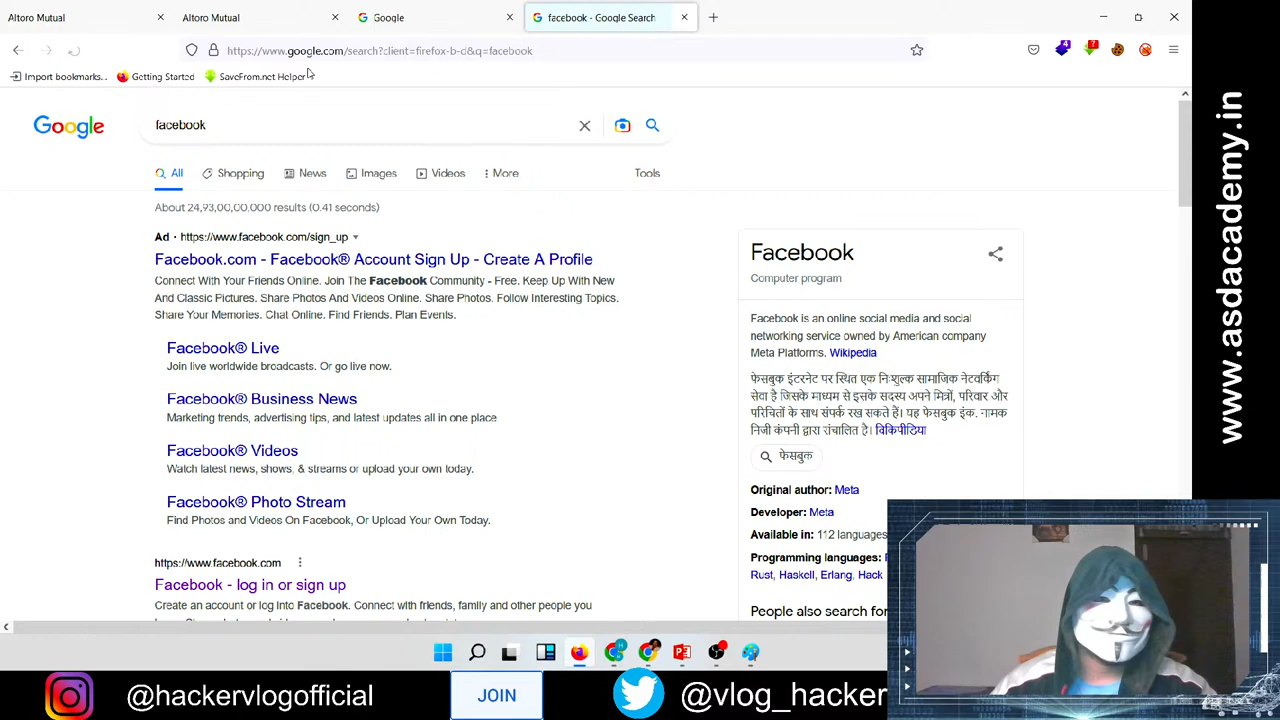 Altoro Mutual
Altoro Mutual
Google
facebook - Google Search
https://www.google.com/search?client=firefox-b-d&q=facebook
4
?
Import bookmarks...
Getting Started
SaveFrom.net Helper
Google
facebook
All
Shopping
News
Images
Videos
More
Tools
About 24,93,00,00,000 results (0.41 seconds)
Ad · https://www.facebook.com/sign_up
Facebook.com - Facebook® Account Sign Up - Create A Profile
Connect With Your Friends Online. Join The Facebook Community - Free. Keep Up With New
And Classic Pictures. Share Photos And Videos Online. Share Photos. Follow Interesting Topics.
Share Your Memories. Chat Online. Find Friends. Plan Events.
Facebook® Live
Join live worldwide broadcasts. Or go live now.
Facebook® Business News
Marketing trends, advertising tips, and latest updates all in one place
Facebook® Videos
Watch latest news, shows, & streams or upload your own today.
Facebook® Photo Stream
Find Photos and Videos On Facebook, Or Upload Your Own Today.
https://www.facebook.com
Facebook - log in or sign up
Create an account or log into Facebook. Connect with friends, family and other people you
Facebook
Computer program
Facebook is an online social media and social
networking service owned by American company
Meta Platforms. Wikipedia
फेसबुक इंटरनेट पर स्थित एक निःशुल्क सामाजिक नेटवर्किंग
सेवा है जिसके माध्यम से इसके सदस्य अपने मित्रों, परिवार और
परिचितों के साथ संपर्क रख सकते हैं। यह फेसबुक इंक. नामक
निजी कंपनी द्वारा संचालित है। विकिपीडिया
फेसबुक
Original author: Meta
Developer: Meta
Available in: 112 languages
Programming languages:
Rust, Haskell, Erlang, Hack
People also search for
www.asdacademy.in
@hackervlogofficial
JOIN
@vlog_hacker